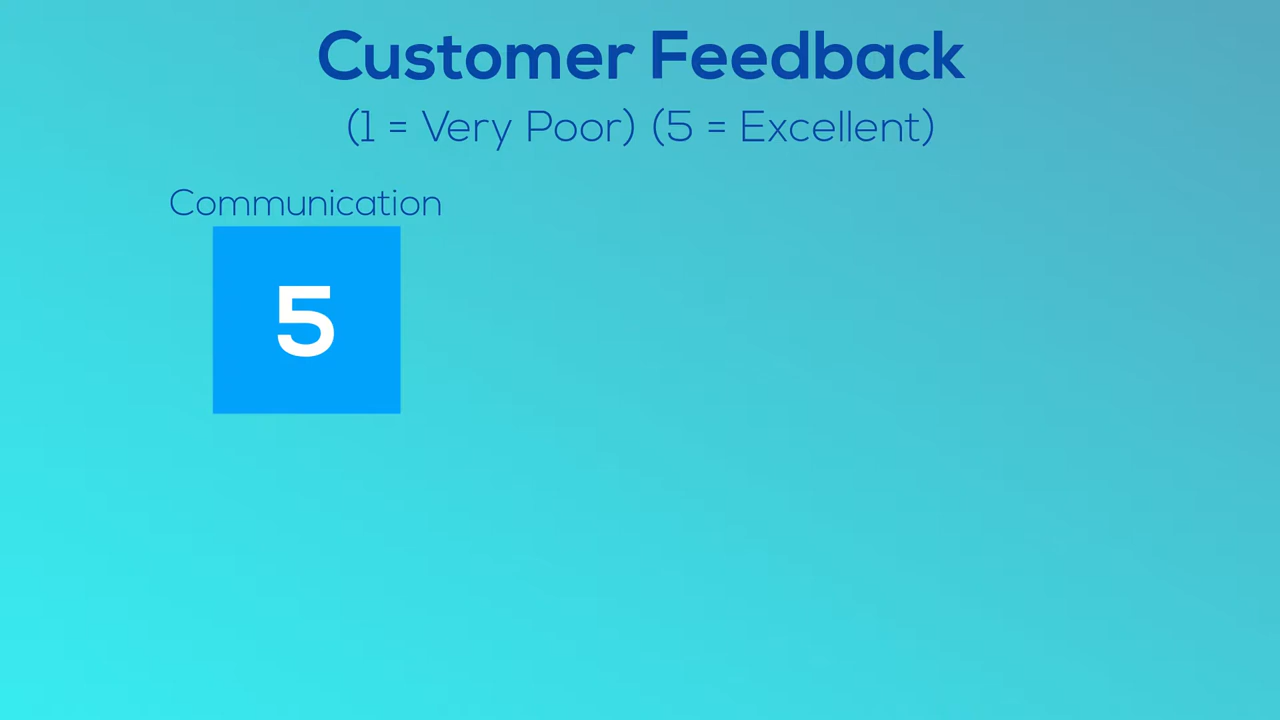 Customer Feedback
(1 = Very Poor) (5 = Excellent)
Communication
5